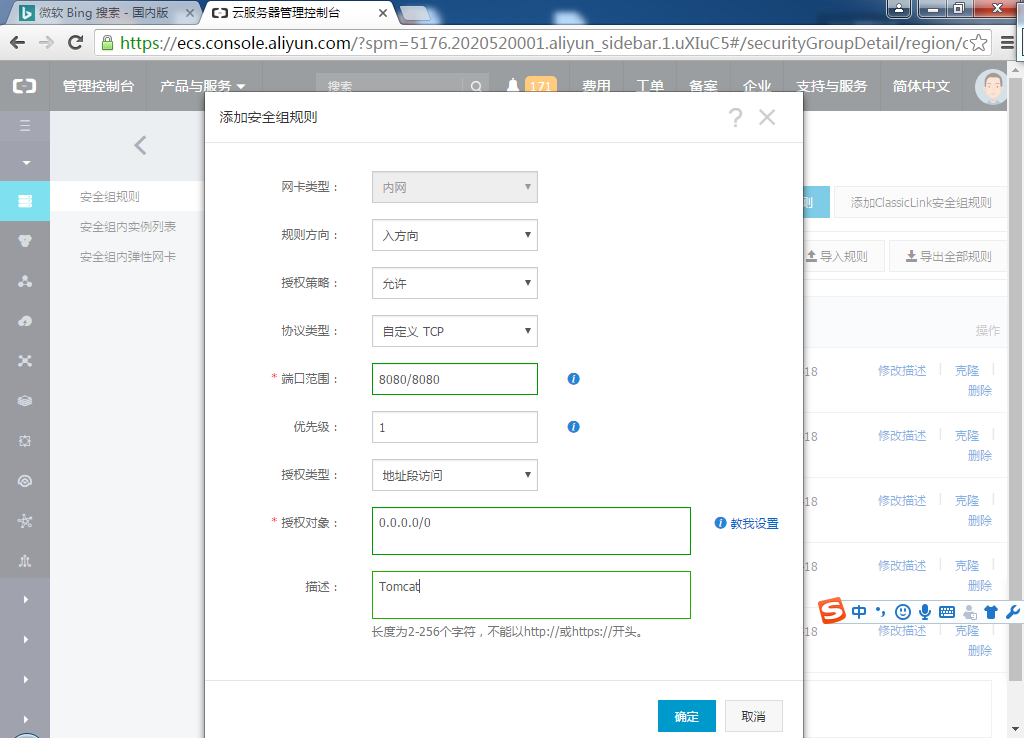 微软 Bing 搜索 - 国内版
云服务器管理控制台
https://ecs.console.aliyun.com/?spm=5176.2020520001.aliyun_sidebar.1.uXIuC5#/securityGroupDetail/region/c
管理控制台 产品与服务 搜索 171 费用 工单 备案 企业 支持与服务 简体中文
添加安全组规则
安全组规则
安全组内实例列表
安全组内弹性网卡
网卡类型： 内网
规则方向： 入方向
授权策略： 允许
协议类型： 自定义 TCP
* 端口范围： 8080/8080
优先级： 1
授权类型： 地址段访问
* 授权对象： 0.0.0.0/0 教我设置
描述： Tomcat
长度为2-256个字符，不能以http://或https://开头。
确定 取消
则 添加ClassicLink安全组规则
导入规则 导出全部规则
操作
-18 修改描述 克隆
删除
-18 修改描述 克隆
删除
-18 修改描述 克隆
删除
-18 修改描述 克隆
删除
中
-18 修改描述 克隆
删除